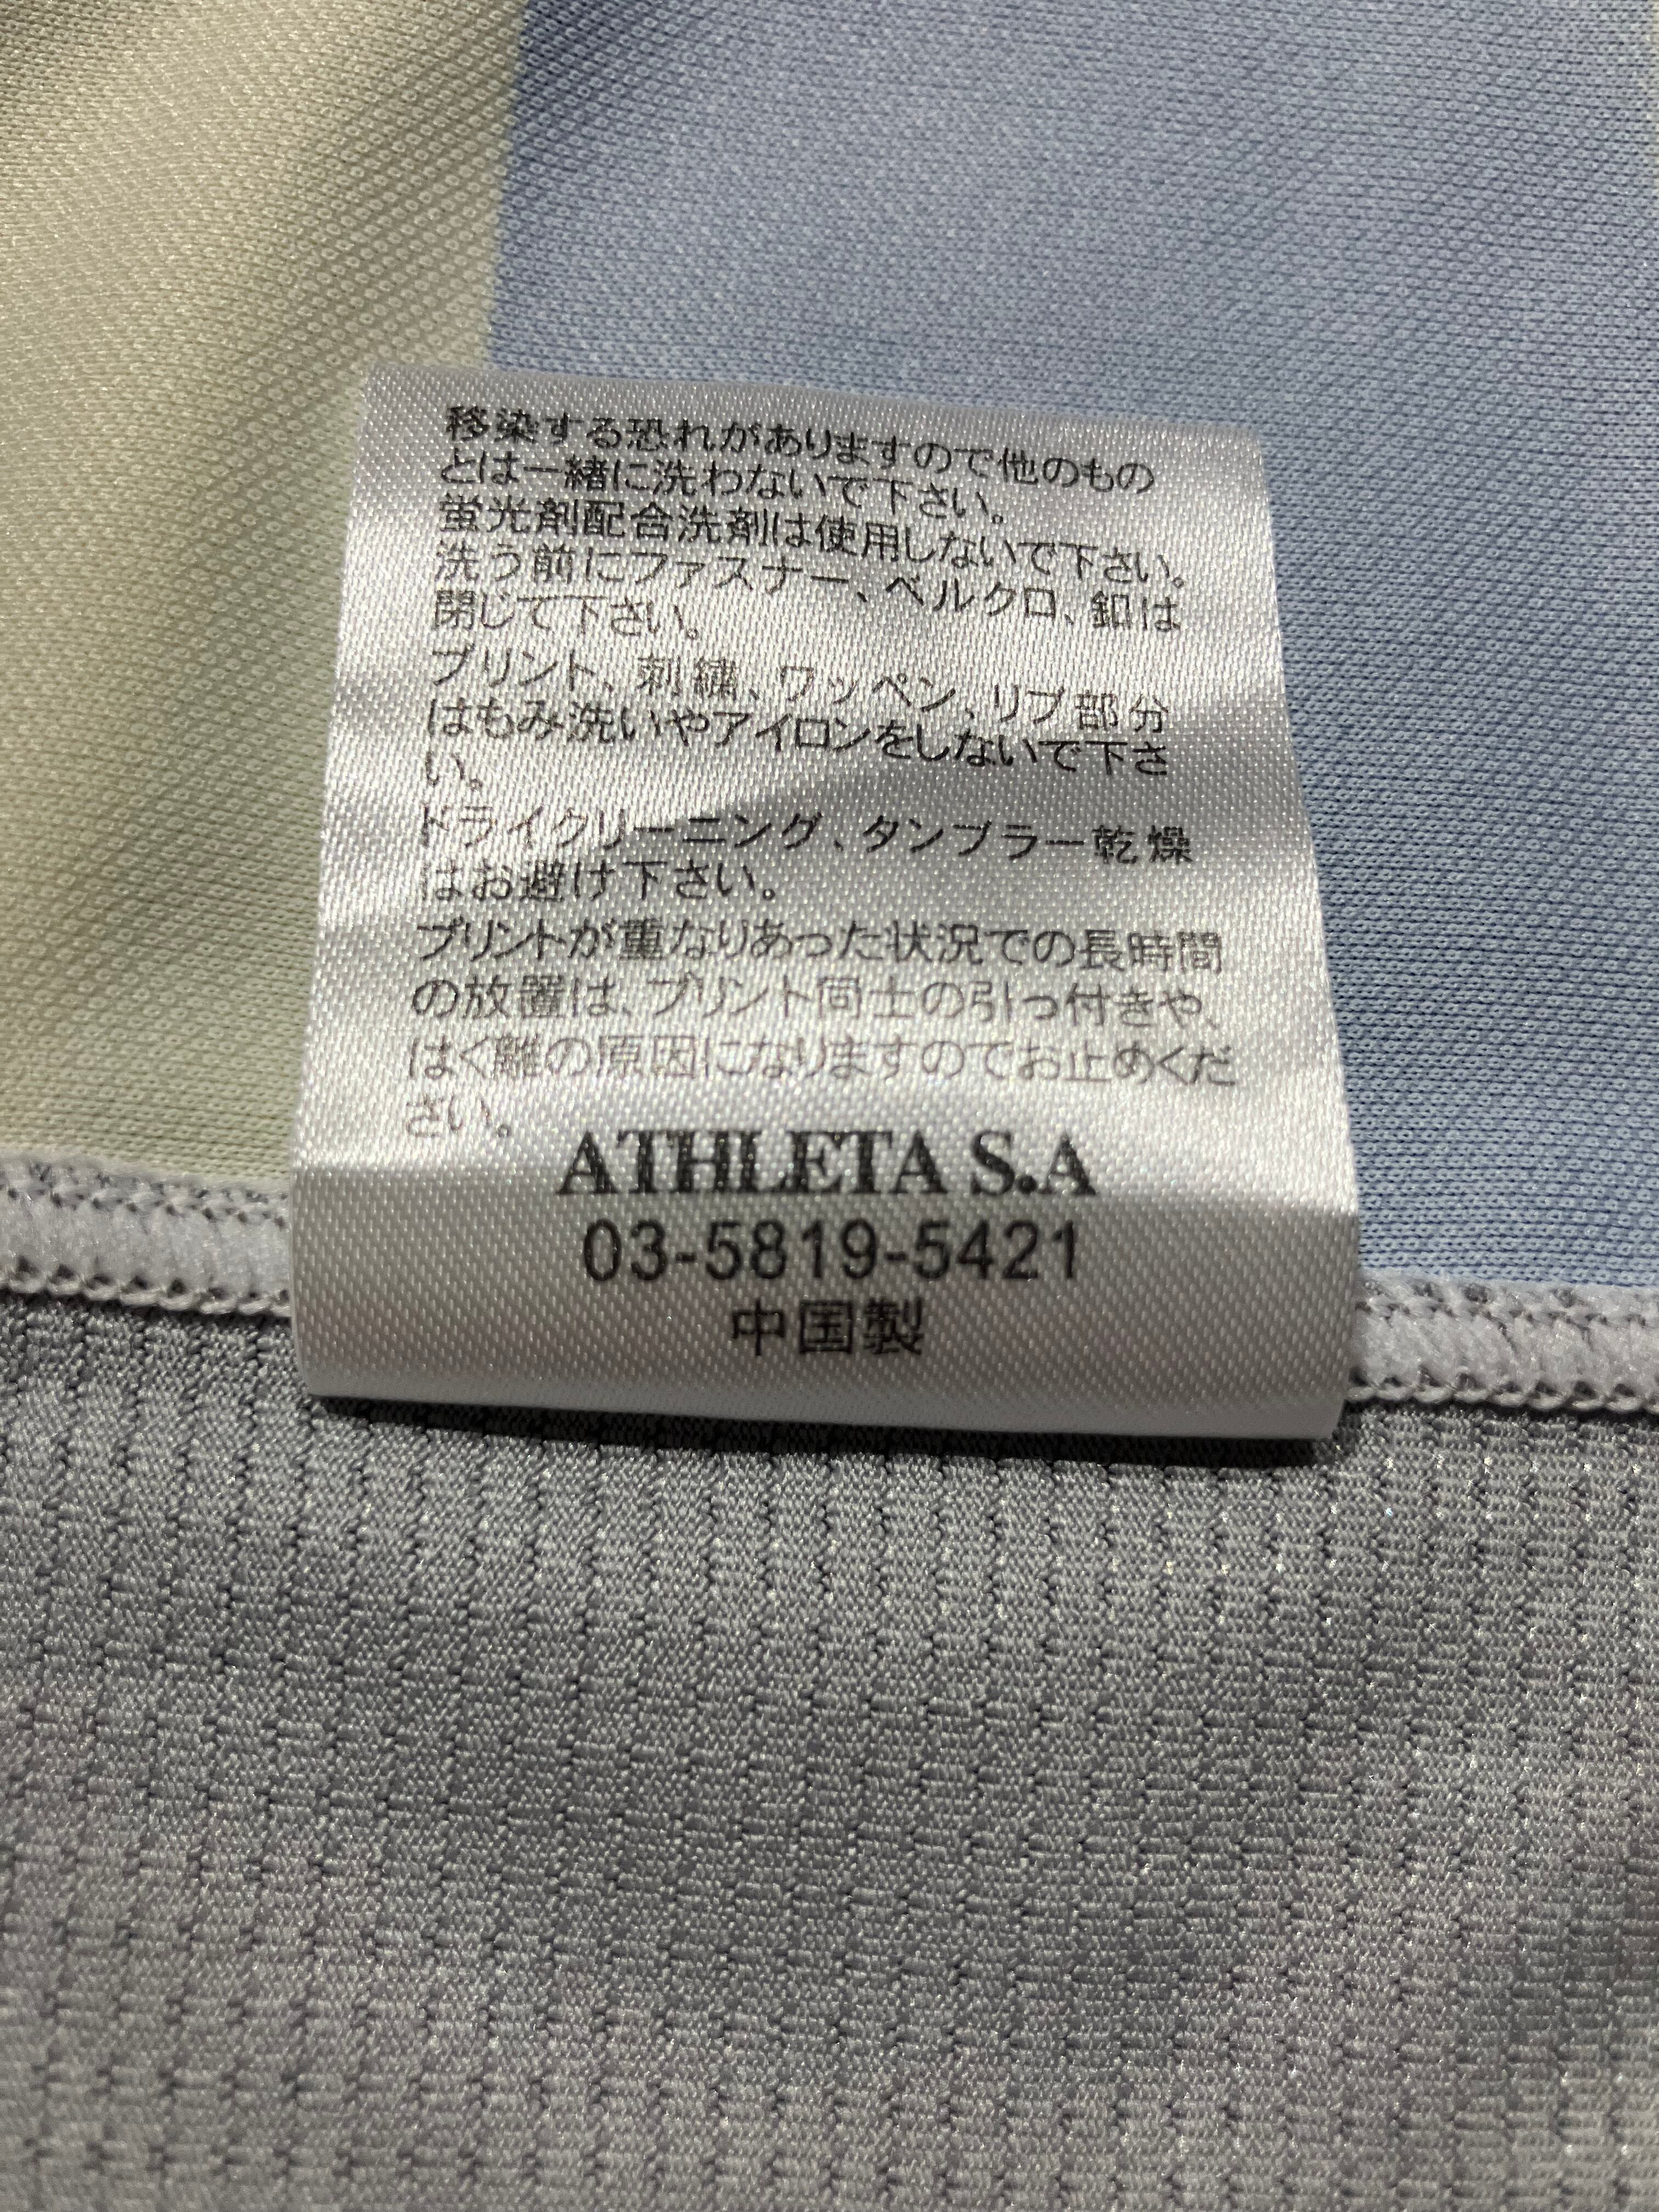 移染する恐れがありますので他のもの
とは一緒に洗わないで下さい。
蛍光剤配合洗剤は使用しないで下さい。
洗う前にファスナー、ベルクロ、釦は
閉じて下さい。
プリント、刺繍、ワッペン、リブ部分
はもみ洗いやアイロンをしないで下さ
い。
ドライクリーニング、タンブラー乾燥
はお避け下さい。
プリントが重なりあった状況での長時間
の放置は、プリント同士の引っ付きや、
はく離の原因になりますのでお止めくだ
さい。
ATHLETA S.A
03-5819-5421
中国製